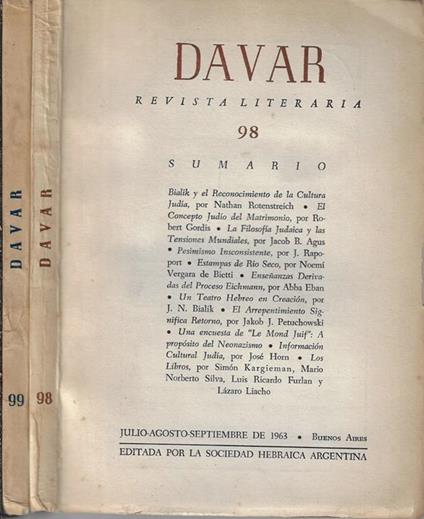 DAVAR
REVISTA LITERARIA
98
SUMARIO
Bialik y el Reconocimiento de la Cultura
Judía, por Nathan Rotenstreich • El
Concepto Judío del Matrimonio, por Ro-
bert Gordis • La Filosofía Judaica y las
Tensiones Mundiales, por Jacob B. Agus
• Pesimismo Insconsistente, por J. Rapo-
port • Estampas de Río Seco, por Noemí
Vergara de Bietti • Enseñanzas Deriva-
das del Proceso Eichmann, por Abba Eban
• Un Teatro Hebreo en Creación, por
J. N. Bialik • El Arrepentimiento Sig-
nifica Retorno, por Jakob J. Petuchowski
• Una encuesta de "Le Mond Juif": A
propósito del Neonazismo • Información
Cultural Judía, por José Horn • Los
Libros, por Simón Kargieman, Mario
Norberto Silva, Luis Ricardo Furlan y
Lázaro Liacho
JULIO-AGOSTO-SEPTIEMBRE DE 1963 • BUENOS AIRES
EDITADA POR LA SOCIEDAD HEBRAICA ARGENTINA
DAVAR
99
DAVAR
98